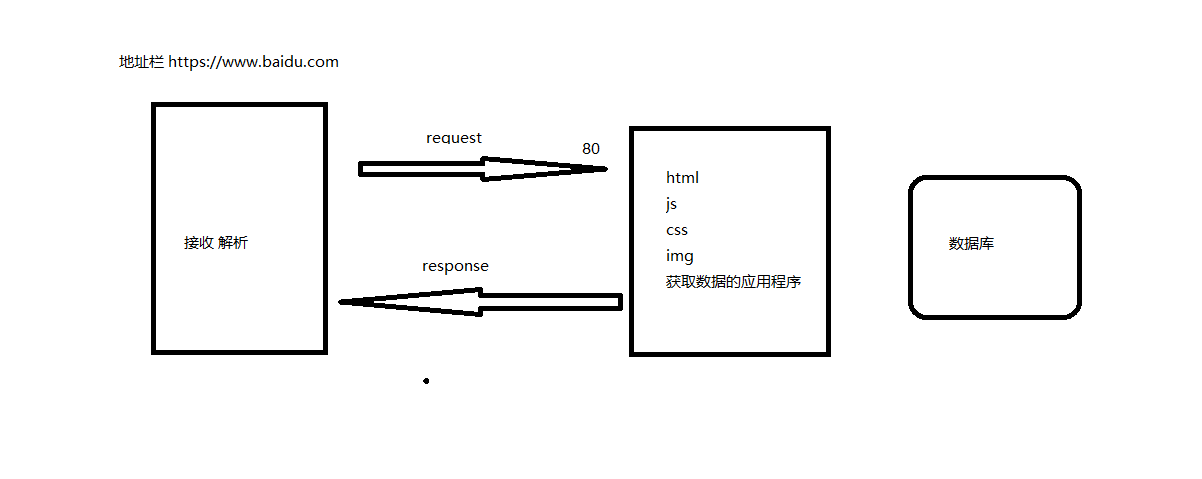 地址栏 https://www.baidu.com
request
80
html
js
css
img
获取数据的应用程序
接收 解析
response
数据库